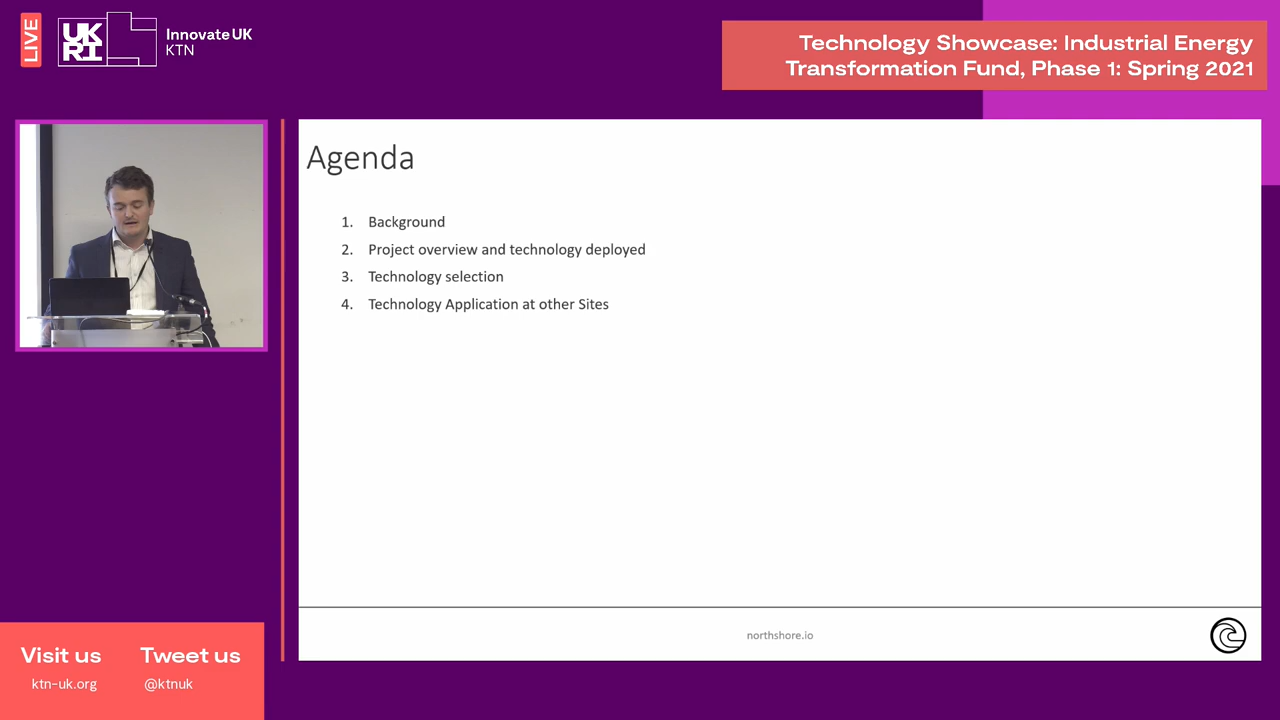 LIVE
UK
RI
Innovate UK
KTN
Technology Showcase: Industrial Energy
Transformation Fund, Phase 1: Spring 2021
Agenda
1. Background
2. Project overview and technology deployed
3. Technology selection
4. Technology Application at other Sites
northshore.io
Visit us
ktn-uk.org
Tweet us
@ktnuk